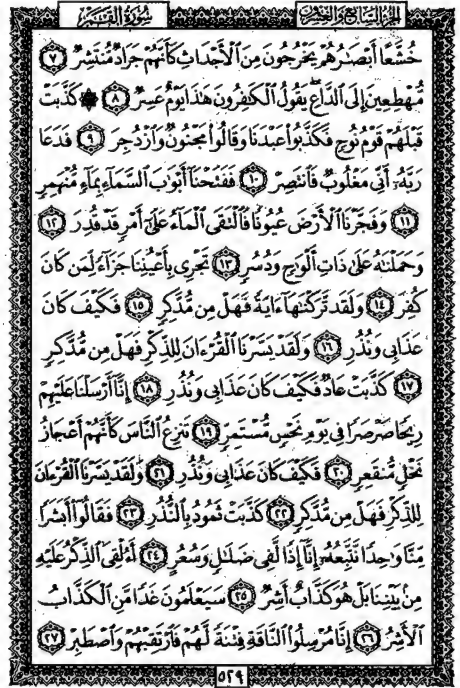 الجزء السابع والعشرون
سورة القمر
خُشَّعًا أَبْصَٰرُهُمْ يَخْرُجُونَ مِنَ ٱلْأَجْدَاثِ كَأَنَّهُمْ جَرَادٌ مُّنتَشِرٌ ٧
مُّهْطِعِينَ إِلَى ٱلدَّاعِ يَقُولُ ٱلْكَٰفِرُونَ هَٰذَا يَوْمٌ عَسِرٌ ٨ ۞ كَذَّبَتْ
قَبْلَهُمْ قَوْمُ نُوحٍ فَكَذَّبُوا۟ عَبْدَنَا وَقَالُوا۟ مَجْنُونٌ وَٱزْدُجِرَ ٩ فَدَعَا
رَبَّهُۥٓ أَنِّى مَغْلُوبٌ فَٱنتَصِرْ ١٠ فَفَتَحْنَآ أَبْوَٰبَ ٱلسَّمَآءِ بِمَآءٍ مُّنْهَمِرٍ
١١ وَفَجَّرْنَا ٱلْأَرْضَ عُيُونًا فَٱلْتَقَى ٱلْمَآءُ عَلَىٰٓ أَمْرٍ قَدْ قُدِرَ ١٢
وَحَمَلْنَٰهُ عَلَىٰ ذَاتِ أَلْوَٰحٍ وَدُسُرٍ ١٣ تَجْرِى بِأَعْيُنِنَا جَزَآءً لِّمَن كَانَ
كُفِرَ ١٤ وَلَقَد تَّرَكْنَٰهَآ ءَايَةً فَهَلْ مِن مُّدَّكِرٍ ١٥ فَكَيْفَ كَانَ
عَذَابِى وَنُذُرِ ١٦ وَلَقَدْ يَسَّرْنَا ٱلْقُرْءَانَ لِلذِّكْرِ فَهَلْ مِن مُّدَّكِرٍ
١٧ كَذَّبَتْ عَادٌ فَكَيْفَ كَانَ عَذَابِى وَنُذُرِ ١٨ إِنَّآ أَرْسَلْنَا عَلَيْهِمْ
رِيحًا صَرْصَرًا فِى يَوْمِ نَحْسٍ مُّسْتَمِرٍّ ١٩ تَنزِعُ ٱلنَّاسَ كَأَنَّهُمْ أَعْجَازُ
نَخْلٍ مُّنقَعِرٍ ٢٠ فَكَيْفَ كَانَ عَذَابِى وَنُذُرِ ٢١ وَلَقَدْ يَسَّرْنَا ٱلْقُرْءَانَ
لِلذِّكْرِ فَهَلْ مِن مُّدَّكِرٍ ٢٢ كَذَّبَتْ ثَمُودُ بِٱلنُّذُرِ ٢٣ فَقَالُوٓا۟ أَبَشَرًا
مِّنَّا وَٰحِدًا نَّتَّبِعُهُۥٓ إِنَّآ إِذًا لَّفِى ضَلَٰلٍ وَسُعُرٍ ٢٤ أَءُلْقِىَ ٱلذِّكْرُ عَلَيْهِ
مِنۢ بَيْنِنَا بَلْ هُوَ كَذَّابٌ أَشِرٌ ٢٥ سَيَعْلَمُونَ غَدًا مَّنِ ٱلْكَذَّابُ
ٱلْأَشِرُ ٢٦ إِنَّا مُرْسِلُوا۟ ٱلنَّاقَةِ فِتْنَةً لَّهُمْ فَٱرْتَقِبْهُمْ وَٱصْطَبِرْ ٢٧
٥٢٩